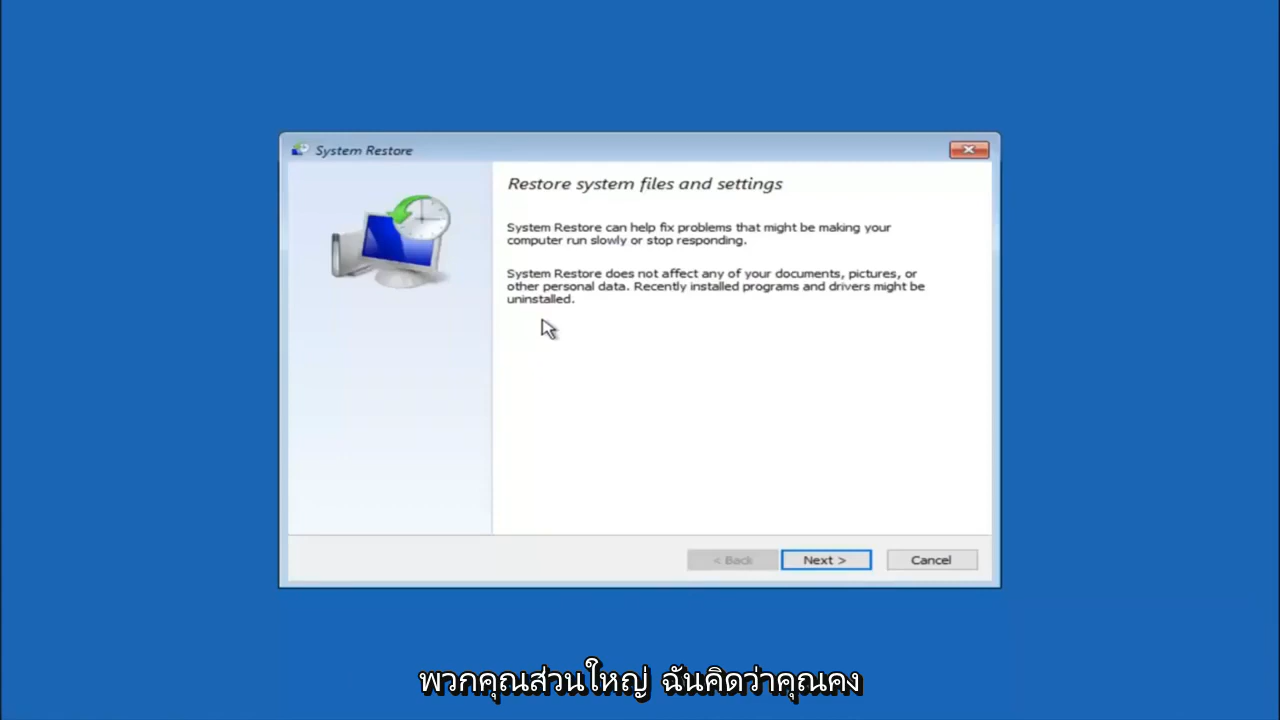 System Restore
Restore system files and settings
System Restore can help fix problems that might be making your
computer run slowly or stop responding.
System Restore does not affect any of your documents, pictures, or
other personal data. Recently installed programs and drivers might be
uninstalled.
< Back
Next >
Cancel
พวกคุณส่วนใหญ่ ฉันคิดว่าคุณคง